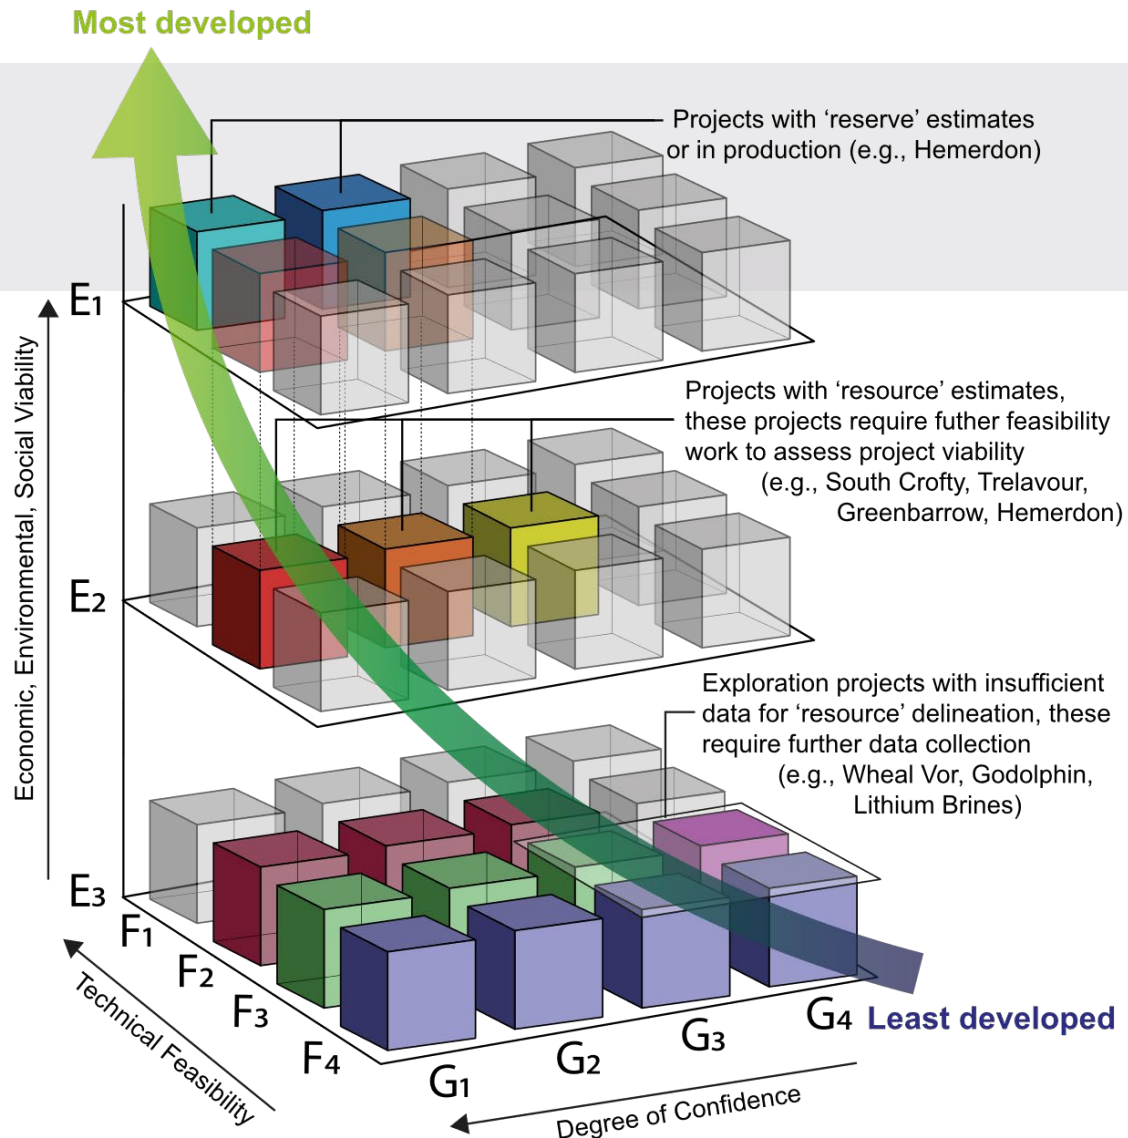 Most developed
Projects with ‘reserve’ estimates
or in production (e.g., Hemerdon)
E1
Projects with ‘resource’ estimates,
these projects require futher feasibility
work to assess project viability
(e.g., South Crofty, Trelavour,
Greenbarrow, Hemerdon)
Economic, Environmental, Social Viability
E2
Exploration projects with insufficient
data for ‘resource’ delineation, these
require further data collection
(e.g., Wheal Vor, Godolphin,
Lithium Brines)
E3
F1
F2
F3
F4
Technical Feasibility
G1
G2
G3
G4
Least developed
Degree of Confidence